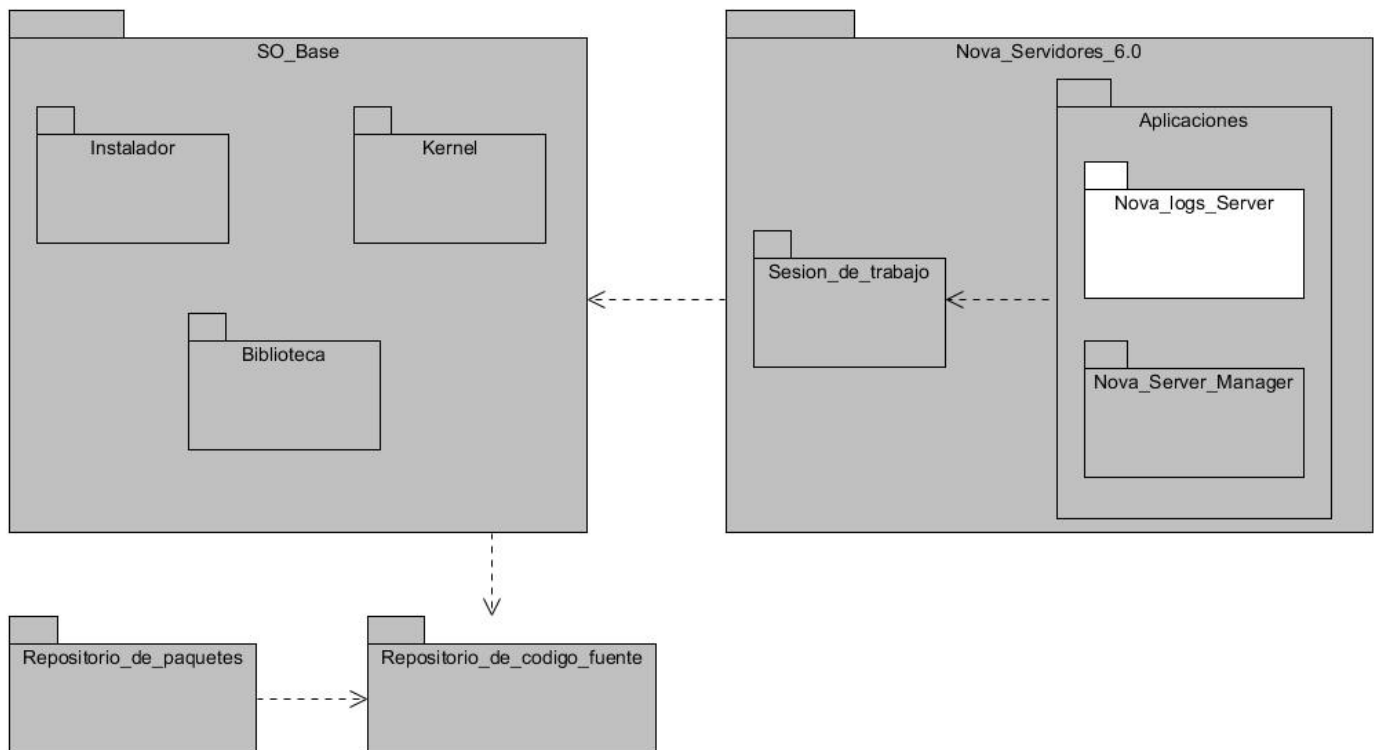 SO_Base
Nova_Servidores_6.0
Instalador
Kernel
Biblioteca
Aplicaciones
Nova_logs_Server
Sesion_de_trabajo
Nova_Server_Manager
Repositorio_de_paquetes
Repositorio_de_codigo_fuente